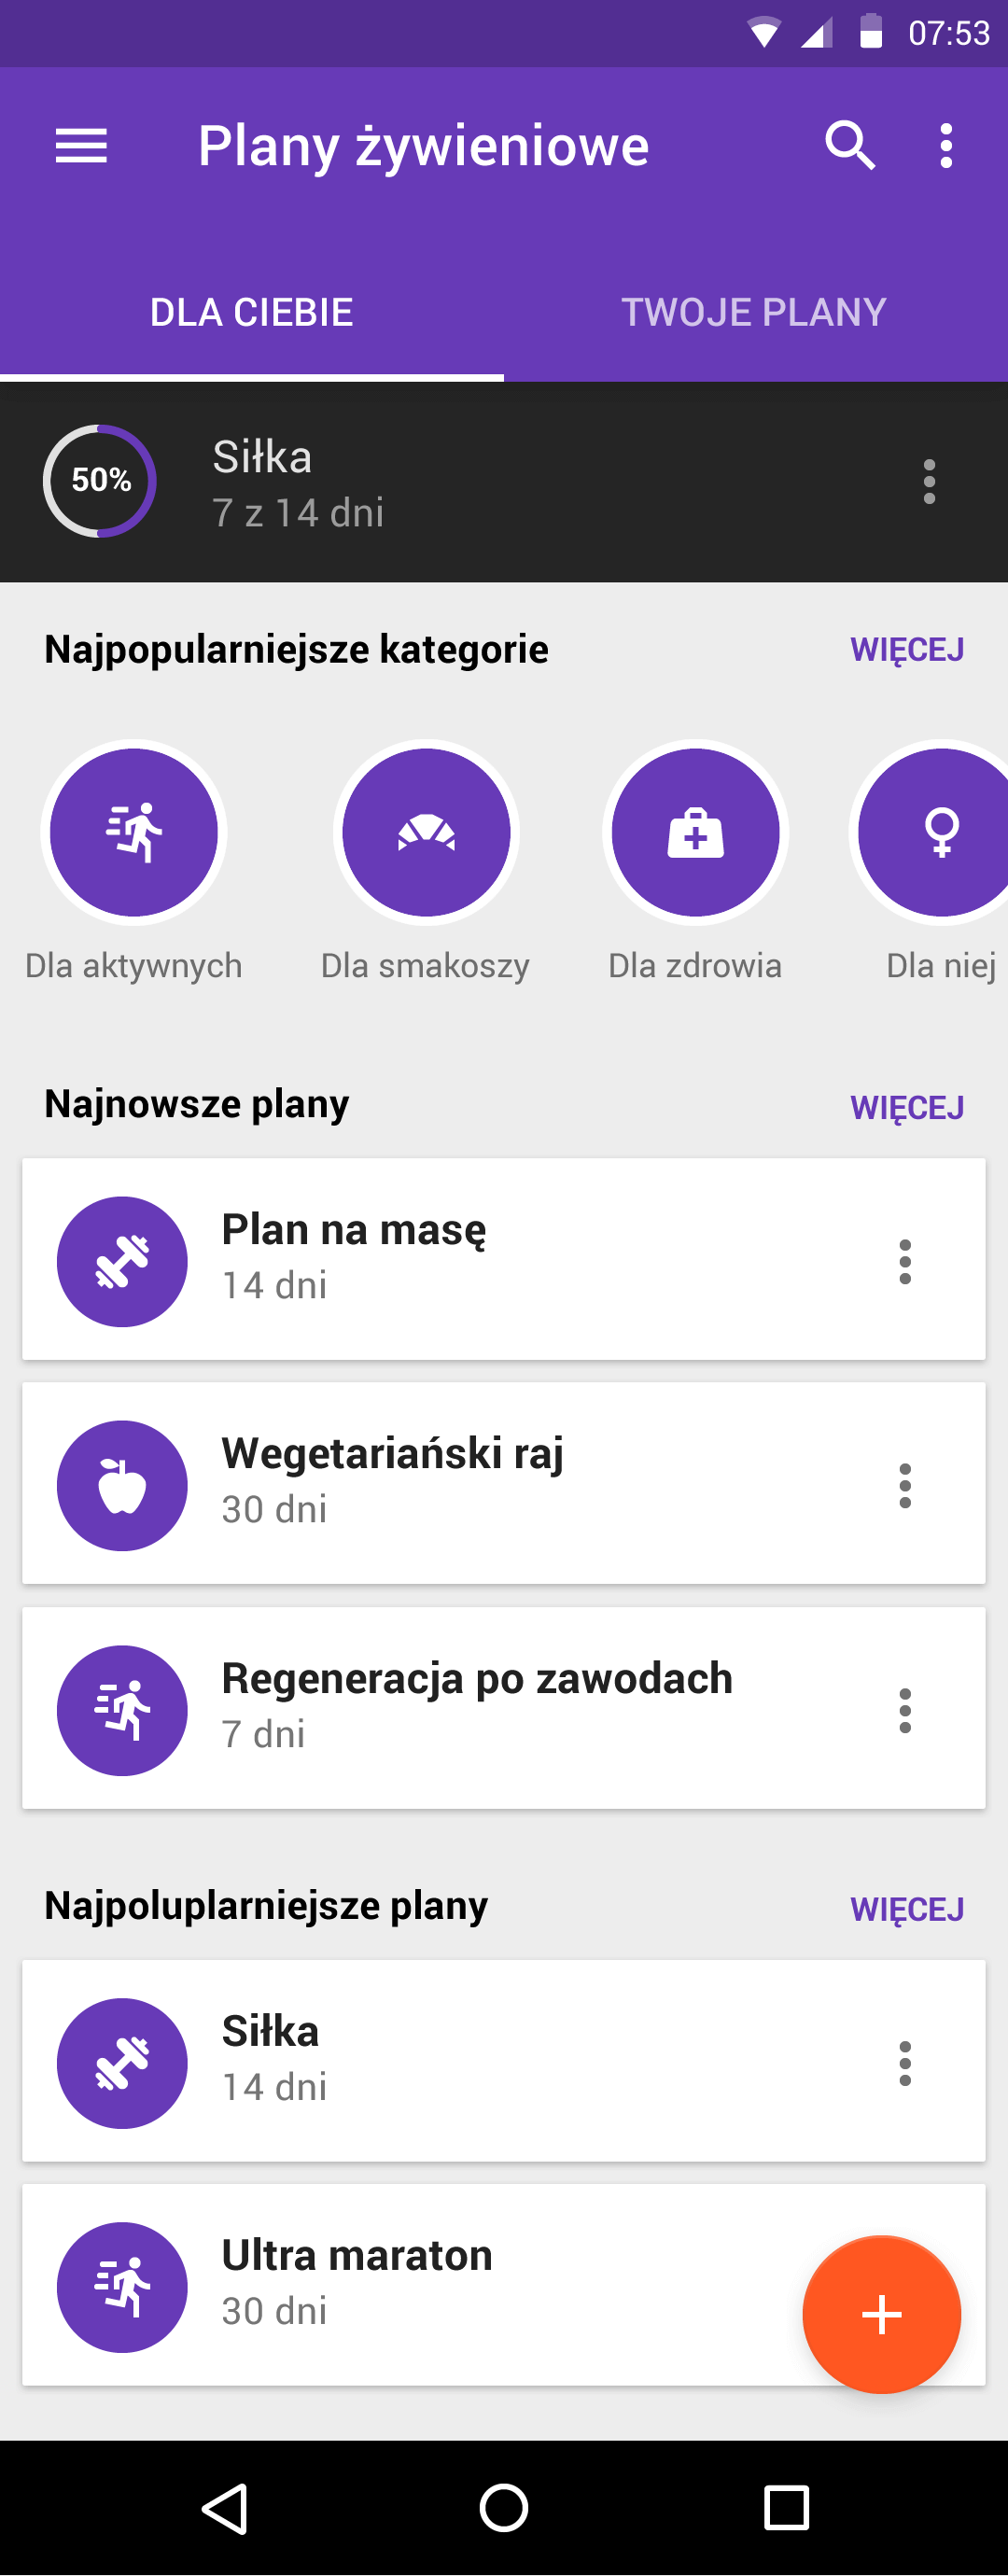 07:53
Plany żywieniowe
DLA CIEBIE
TWOJE PLANY
50%
Siłka
7 z 14 dni
Najpopularniejsze kategorie
WIĘCEJ
Dla aktywnych
Dla smakoszy
Dla zdrowia
Dla niej
Najnowsze plany
WIĘCEJ
Plan na masę
14 dni
Wegetariański raj
30 dni
Regeneracja po zawodach
7 dni
Najpoluplarniejsze plany
WIĘCEJ
Siłka
14 dni
Ultra maraton
30 dni